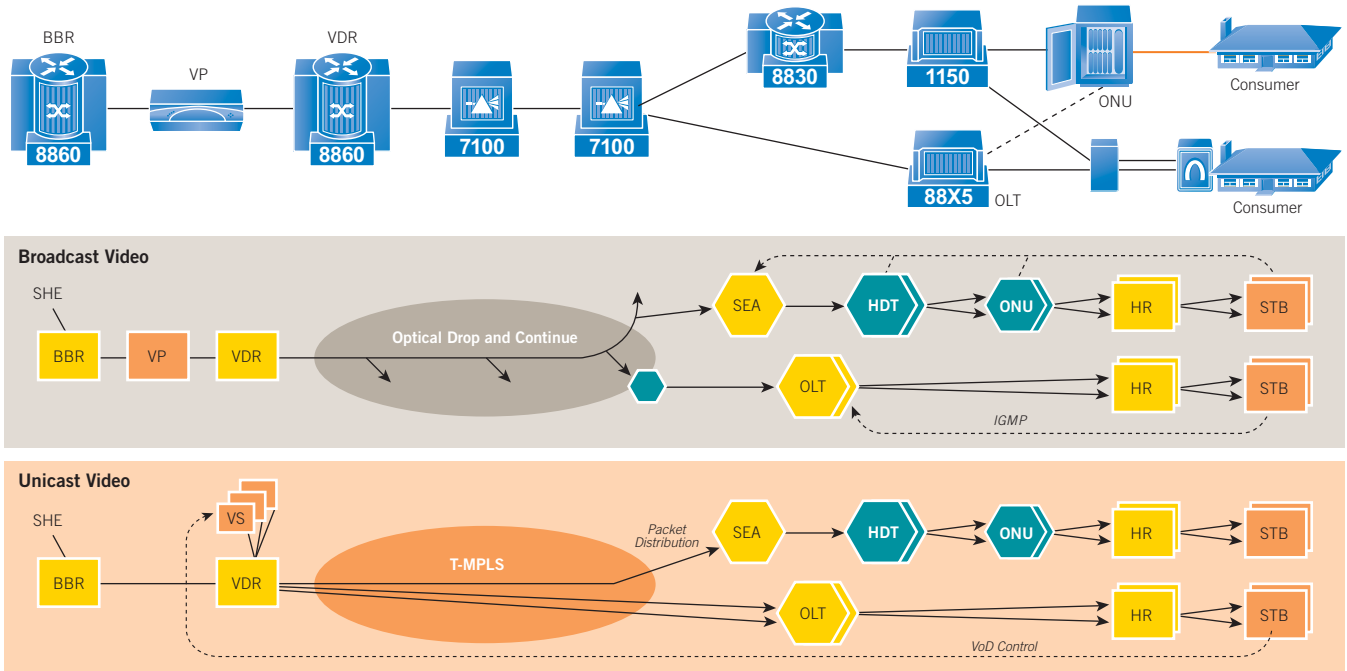 BBR
VP
VDR
8860
8860
7100
7100
8830
1150
ONU
Consumer
88X5
OLT
Consumer
Broadcast Video
SHE
BBR
VP
VDR
Optical Drop and Continue
SEA
HDT
ONU
HR
STB
OLT
HR
STB
IGMP
Unicast Video
SHE
VS
BBR
VDR
T-MPLS
Packet
Distribution
SEA
HDT
ONU
HR
STB
OLT
HR
STB
VoD Control